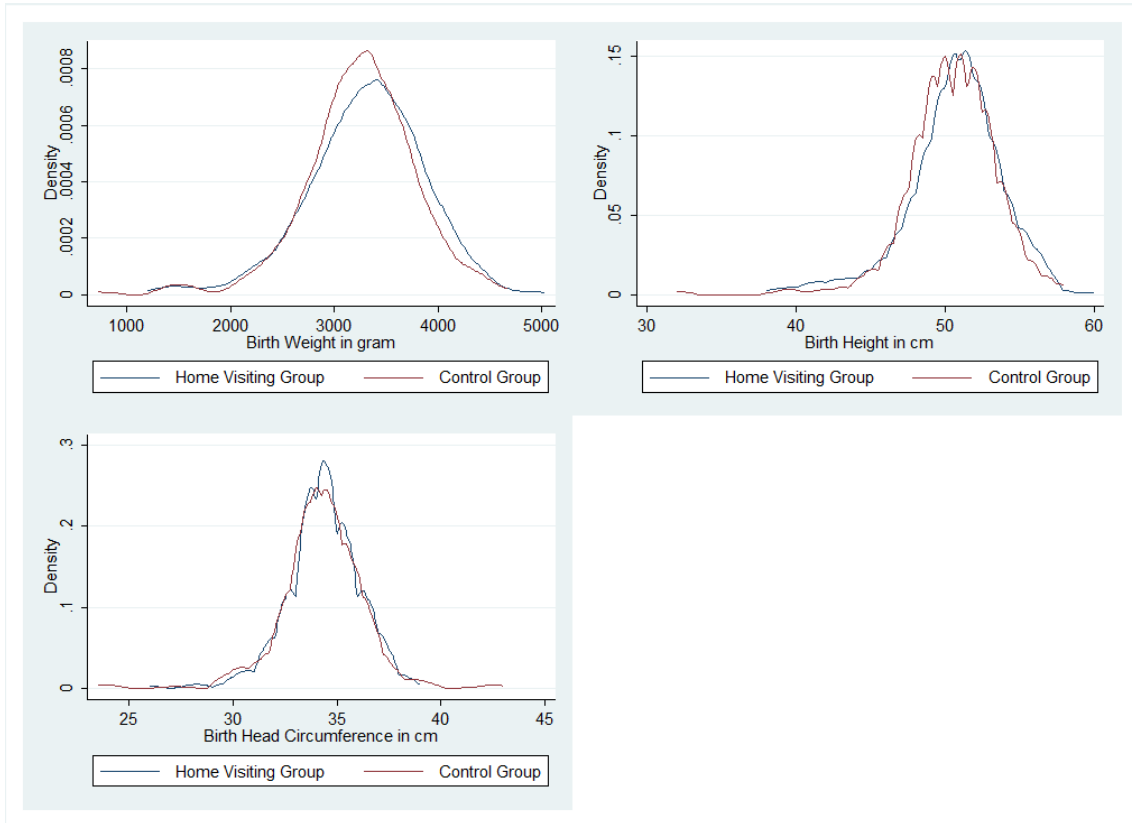 Density
.0008
.0006
.0004
.0002
0
1000 2000 3000 4000 5000
Birth Weight in gram
Home Visiting Group Control Group
Density
.15
.1
.05
0
30 40 50 60
Birth Height in cm
Home Visiting Group Control Group
Density
.3
.2
.1
0
25 30 35 40 45
Birth Head Circumference in cm
Home Visiting Group Control Group